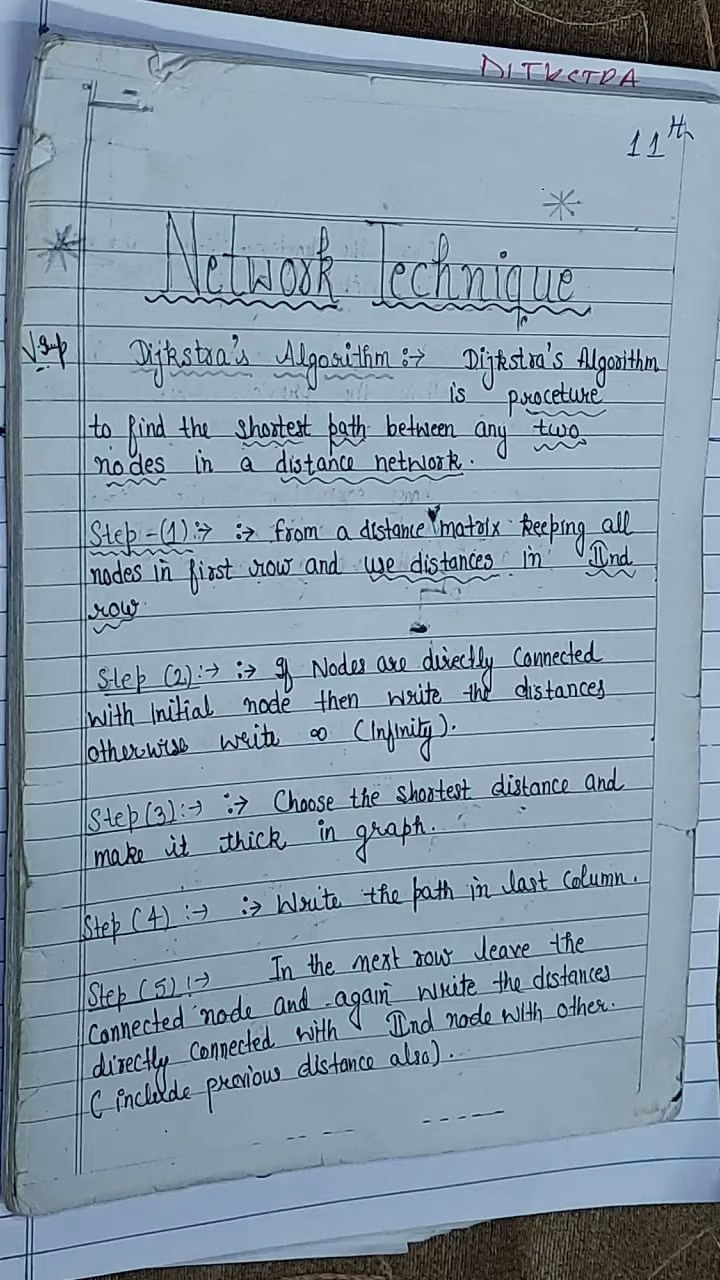 DIJKSTRA
11th
Network Technique
V.Imp Dijkstra's Algorithm :→ Dijkstra's Algorithm
is proceture
to find the shortest path between any two
nodes in a distance network.
Step-(1):→ :→ from a distance matrix keeping all
nodes in first row and use distances in IInd
row
Step (2):→ :→ If Nodes are directly Connected
with initial node then write the distances
otherwise write ∞ (Infinity).
Step (3):→ :→ Choose the shortest distance and
make it thick in graph.
Step (4) :→ :→ Write the path in last column.
Step (5) :→ In the next row leave the
Connected node and again write the distances
directly connected with IInd node with other.
( include previous distance also).